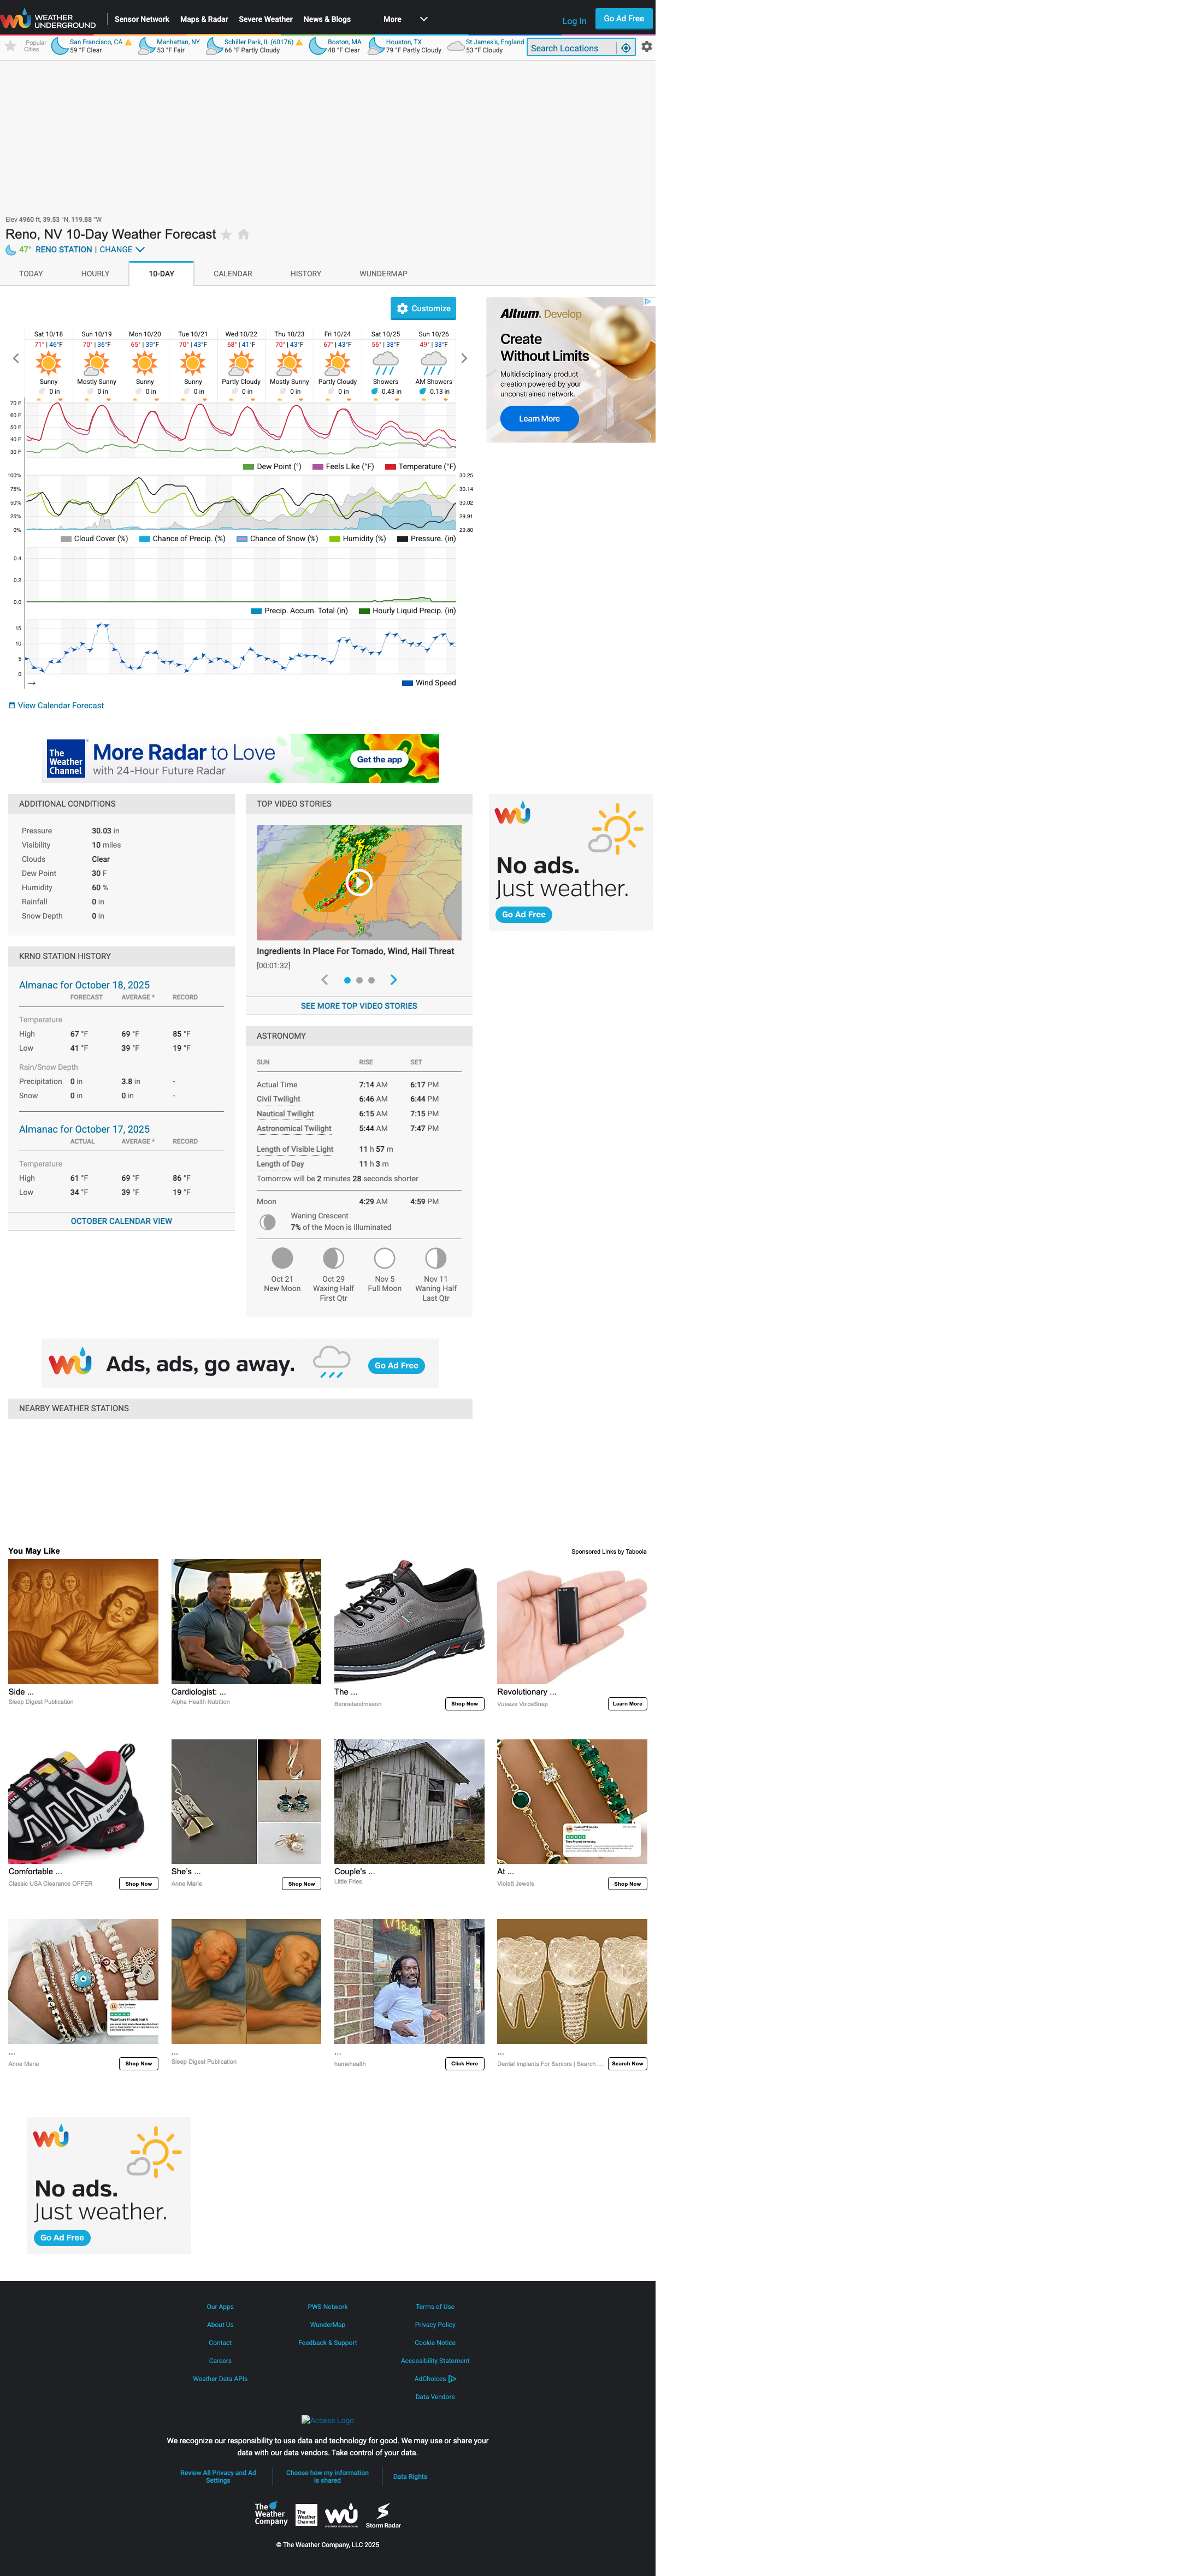 WEATHER
UNDERGROUND
Sensor Network Maps & Radar Severe Weather News & Blogs More
Log In
Go Ad Free
Popular
Cities
San Francisco, CA
59 °F Clear
Manhattan, NY
53 °F Fair
Schiller Park, IL (60176)
66 °F Partly Cloudy
Boston, MA
48 °F Clear
Houston, TX
79 °F Partly Cloudy
St James's, England
53 °F Cloudy
Search Locations
Elev 4960 ft, 39.53 °N, 119.88 °W
Reno, NV 10-Day Weather Forecast
47° RENO STATION | CHANGE
TODAY HOURLY 10-DAY CALENDAR HISTORY WUNDERMAP
Customize
Sat 10/18 Sun 10/19 Mon 10/20 Tue 10/21 Wed 10/22 Thu 10/23 Fri 10/24 Sat 10/25 Sun 10/26
71° | 46°F 70° | 36°F 65° | 39°F 70° | 43°F 68° | 41°F 70° | 43°F 67° | 43°F 56° | 38°F 49° | 33°F
Sunny Mostly Sunny Sunny Sunny Partly Cloudy Mostly Sunny Partly Cloudy Showers AM Showers
0 in 0 in 0 in 0 in 0 in 0 in 0 in 0.43 in 0.13 in
70 F
60 F
50 F
40 F
30 F
Dew Point (°) Feels Like (°F) Temperature (°F)
100% 30.25
75% 30.14
50% 30.02
25% 29.91
0% 29.80
Cloud Cover (%) Chance of Precip. (%) Chance of Snow (%) Humidity (%) Pressure. (in)
0.4
0.2
0.0
Precip. Accum. Total (in) Hourly Liquid Precip. (in)
15
10
5
0
Wind Speed
View Calendar Forecast
Altium. Develop
Create
Without Limits
Multidisciplinary product
creation powered by your
unconstrained network.
Learn More
The
Weather
Channel
More Radar to Love
with 24-Hour Future Radar
Get the app
ADDITIONAL CONDITIONS
Pressure 30.03 in
Visibility 10 miles
Clouds Clear
Dew Point 30 F
Humidity 60 %
Rainfall 0 in
Snow Depth 0 in
KRNO STATION HISTORY
Almanac for October 18, 2025
FORECAST AVERAGE * RECORD
Temperature
High 67 °F 69 °F 85 °F
Low 41 °F 39 °F 19 °F
Rain/Snow Depth
Precipitation 0 in 3.8 in -
Snow 0 in 0 in -
Almanac for October 17, 2025
ACTUAL AVERAGE * RECORD
Temperature
High 61 °F 69 °F 86 °F
Low 34 °F 39 °F 19 °F
OCTOBER CALENDAR VIEW
TOP VIDEO STORIES
Ingredients In Place For Tornado, Wind, Hail Threat
[00:01:32]
SEE MORE TOP VIDEO STORIES
ASTRONOMY
SUN RISE SET
Actual Time 7:14 AM 6:17 PM
Civil Twilight 6:46 AM 6:44 PM
Nautical Twilight 6:15 AM 7:15 PM
Astronomical Twilight 5:44 AM 7:47 PM
Length of Visible Light 11 h 57 m
Length of Day 11 h 3 m
Tomorrow will be 2 minutes 28 seconds shorter
Moon 4:29 AM 4:59 PM
Waning Crescent
7% of the Moon is Illuminated
Oct 21 Oct 29 Nov 5 Nov 11
New Moon Waxing Half Full Moon Waning Half
First Qtr Last Qtr
No ads.
Just weather.
Go Ad Free
Ads, ads, go away.
Go Ad Free
NEARBY WEATHER STATIONS
You May Like
Sponsored Links by Taboola
Side ...
Sleep Digest Publication
Cardiologist: ...
Alpha Health Nutrition
The ...
Bennetandmason
Shop Now
Revolutionary ...
Vueeze VoiceSnap
Learn More
Comfortable ...
Classic USA Clearance OFFER
Shop Now
She's ...
Anne Marie
Shop Now
Couple's ...
Little Fries
At ...
Violett Jewels
Shop Now
...
Anne Marie
Shop Now
...
Sleep Digest Publication
...
humehealth
Click Here
...
Dental Implants For Seniors | Search ...
Search Now
No ads.
Just weather.
Go Ad Free
Our Apps PWS Network Terms of Use
About Us WunderMap Privacy Policy
Contact Feedback & Support Cookie Notice
Careers Accessibility Statement
Weather Data APIs AdChoices
Data Vendors
Access Logo
We recognize our responsibility to use data and technology for good. We may use or share your
data with our data vendors. Take control of your data.
Review All Privacy and Ad
Settings
Choose how my information
is shared
Data Rights
The
Weather
Company
The
Weather
Channel
Storm Radar
© The Weather Company, LLC 2025